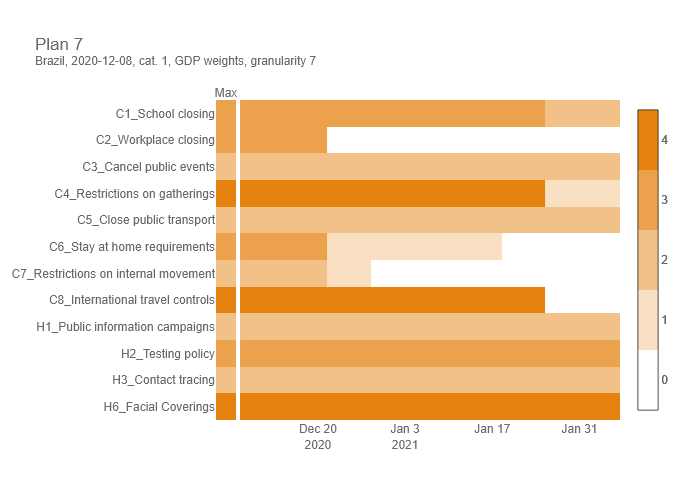 Plan 7
Brazil, 2020-12-08, cat. 1, GDP weights, granularity 7
Max
C1_School closing
C2_Workplace closing
C3_Cancel public events
C4_Restrictions on gatherings
C5_Close public transport
C6_Stay at home requirements
C7_Restrictions on internal movement
C8_International travel controls
H1_Public information campaigns
H2_Testing policy
H3_Contact tracing
H6_Facial Coverings
4
3
2
1
0
Dec 20 Jan 3 Jan 17 Jan 31
2020 2021